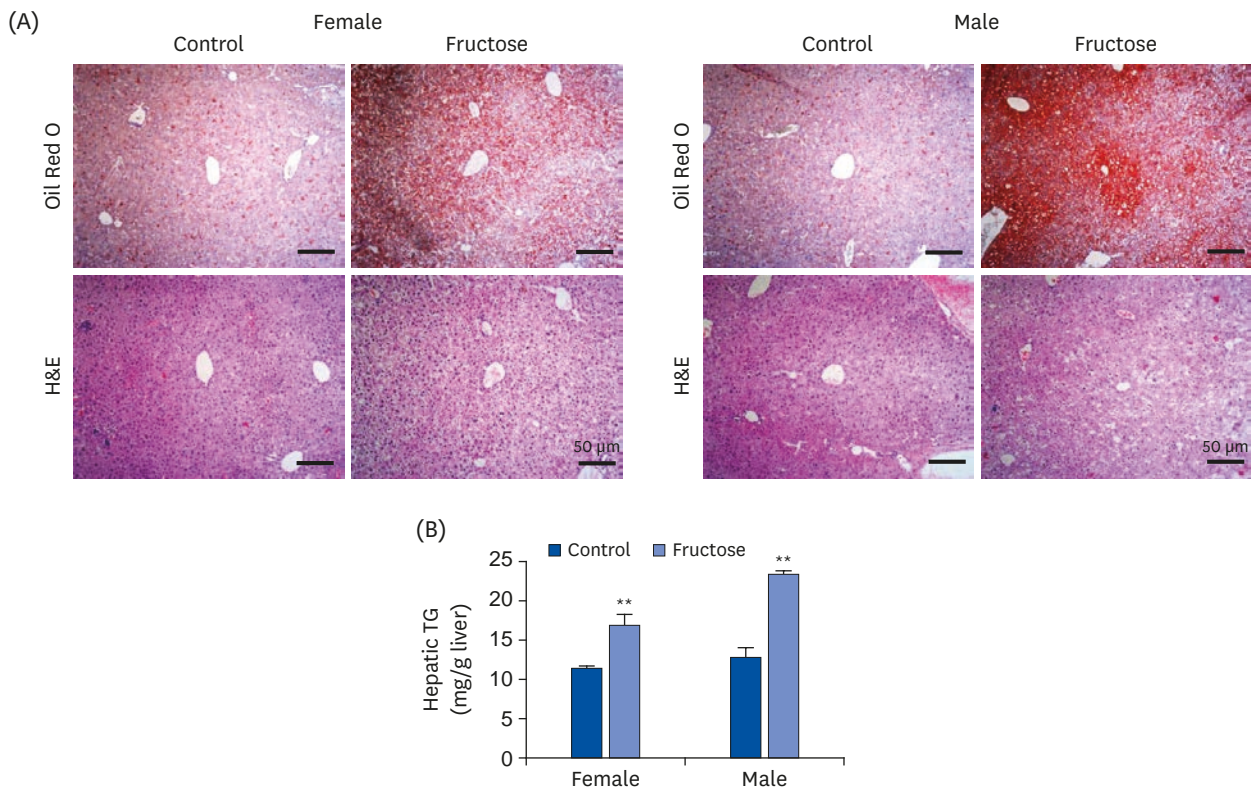 (A)
Female
Male
Control
Fructose
Control
Fructose
Oil Red O
Oil Red O
H&E
H&E
50 µm
50 µm
(B)
Control
Fructose
Hepatic TG
(mg/g liver)
25
20
15
10
5
0
**
**
Female
Male